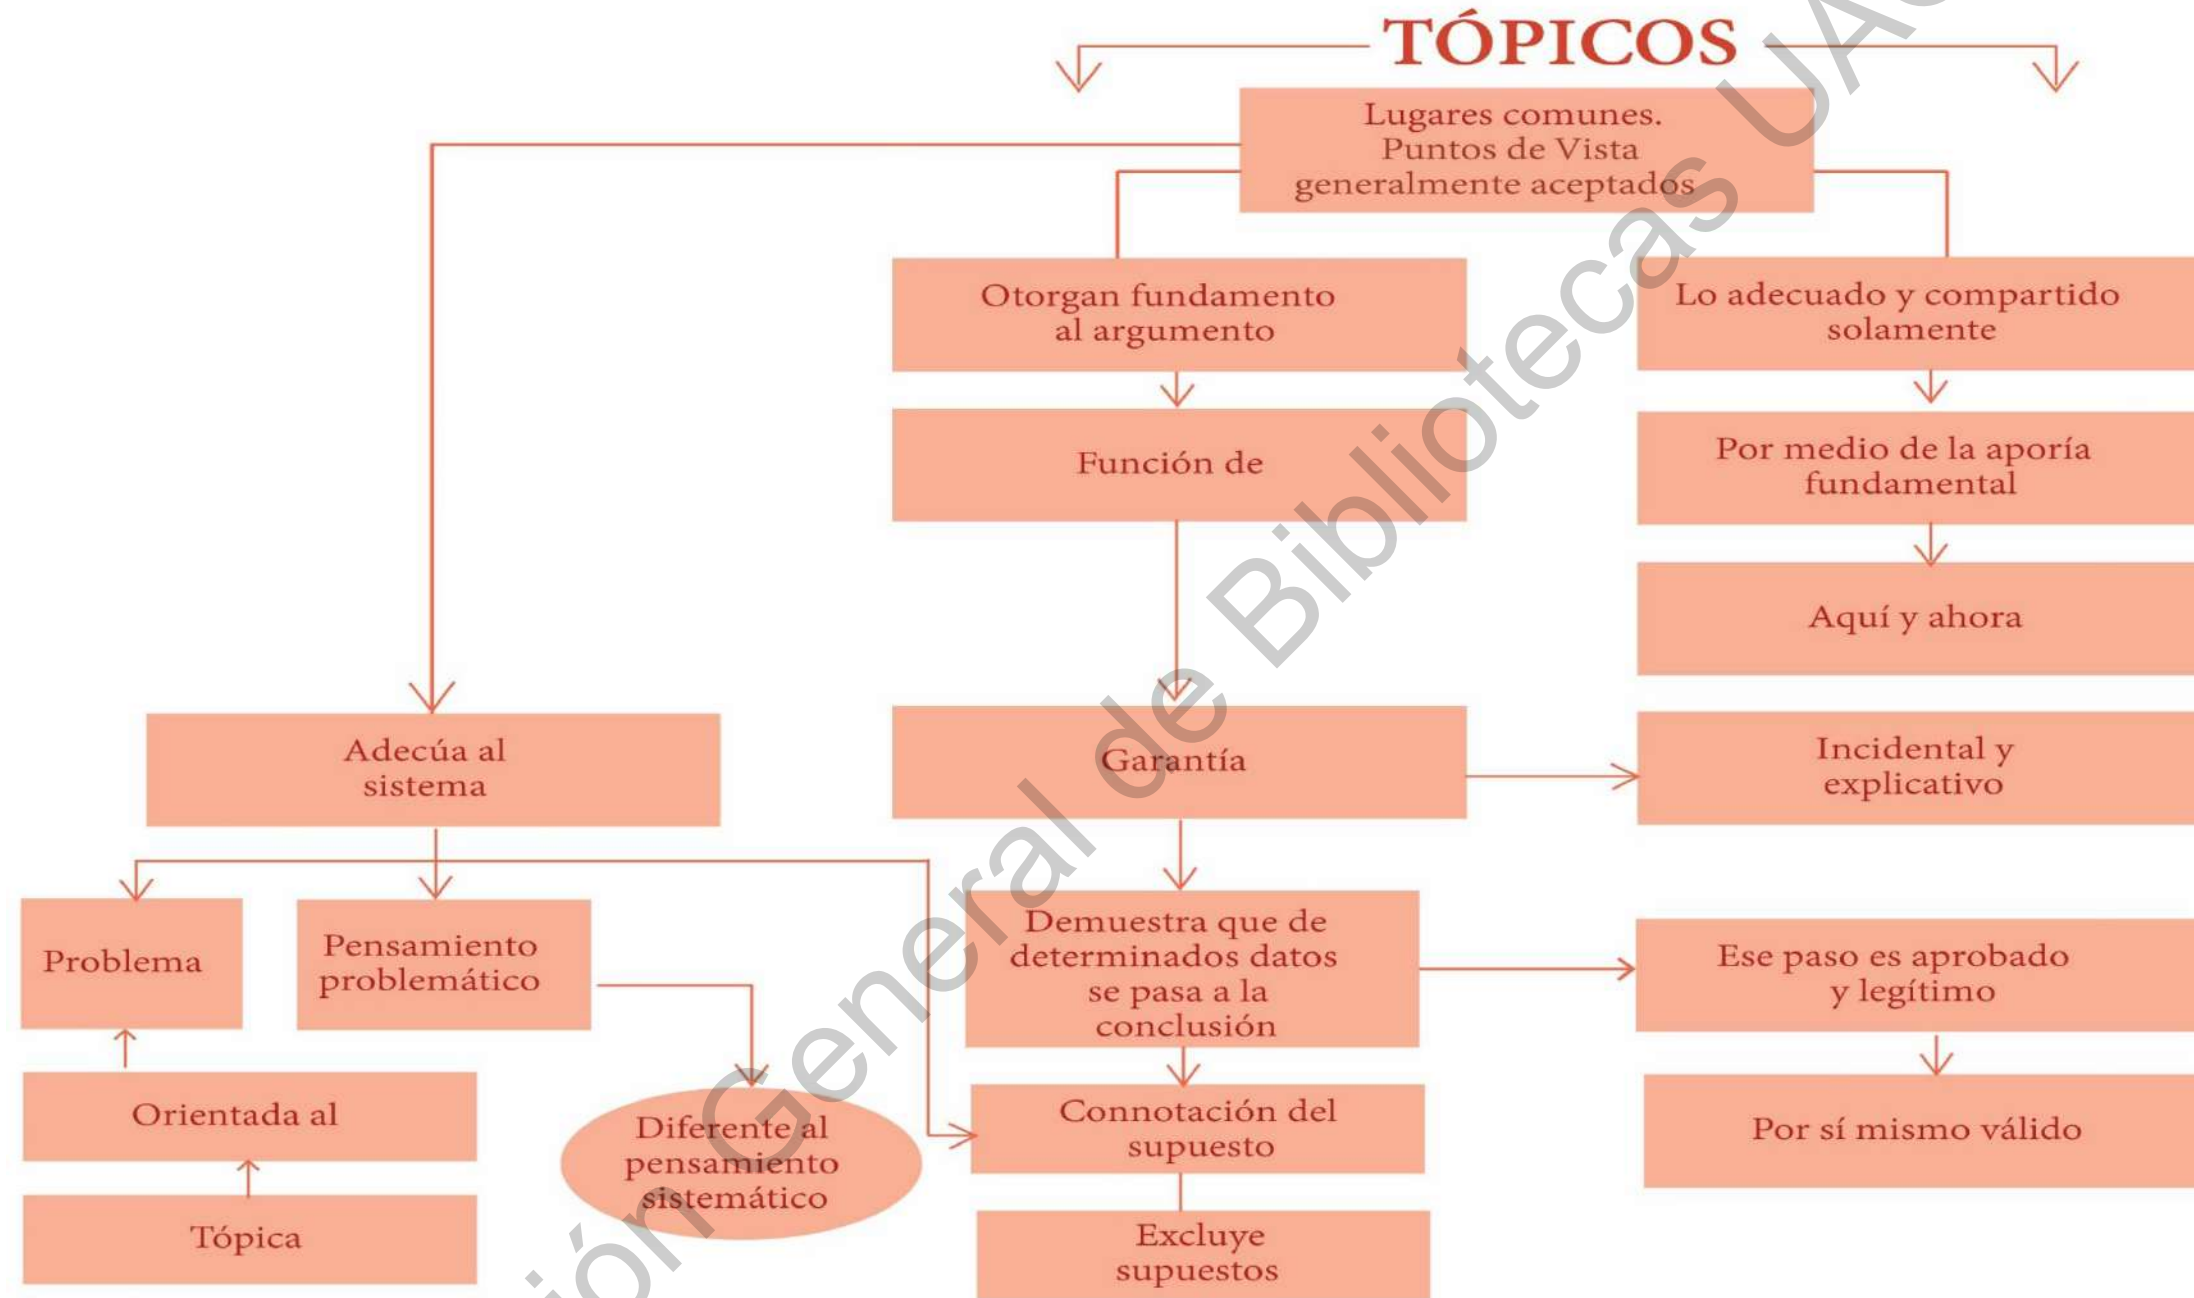 TÓPICOS
Lugares comunes.
Puntos de Vista
generalmente aceptados
Otorgan fundamento
al argumento
Lo adecuado y compartido
solamente
Función de
Por medio de la aporía
fundamental
Aquí y ahora
Adecúa al
sistema
Garantía
Incidental y
explicativo
Problema
Pensamiento
problemático
Demuestra que de
determinados datos
se pasa a la
conclusión
Ese paso es aprobado
y legítimo
Orientada al
Diferente al
pensamiento
sistemático
Connotación del
supuesto
Por sí mismo válido
Tópica
Excluye
supuestos
General de Bibliotecas